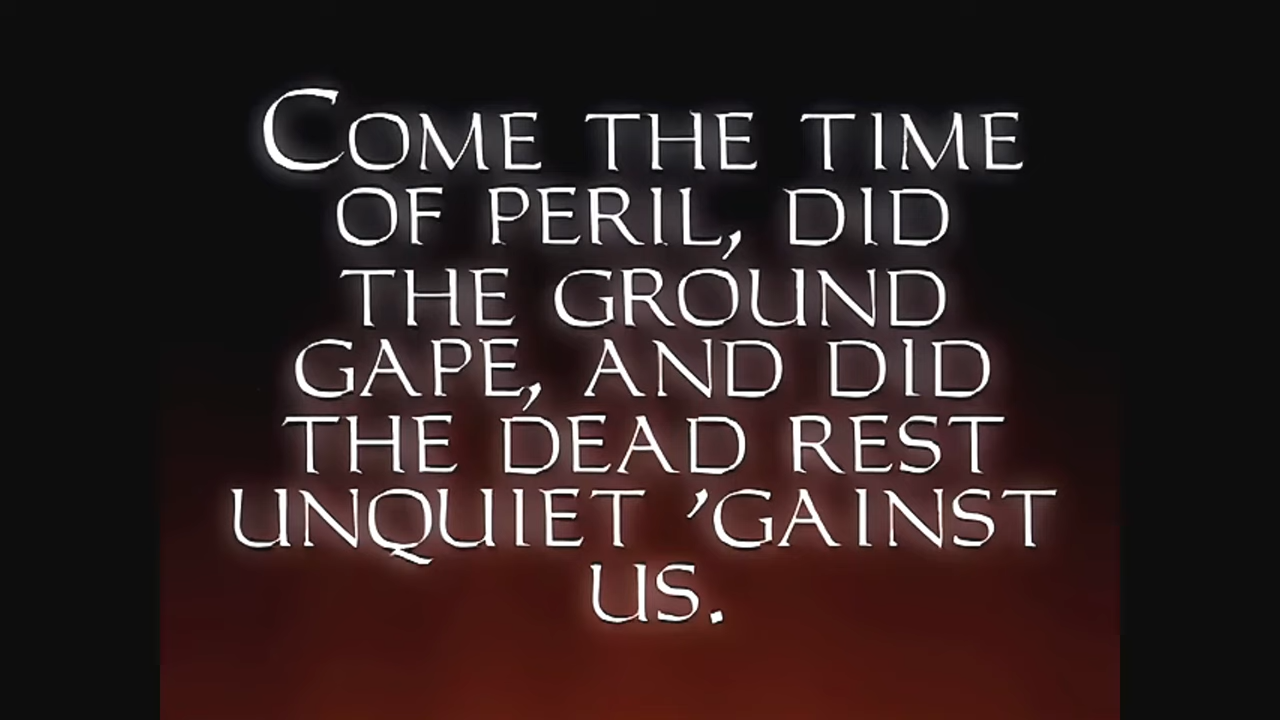 COME THE TIME
OF PERIL, DID
THE GROUND
GAPE, AND DID
THE DEAD REST
UNQUIET 'GAINST
US.